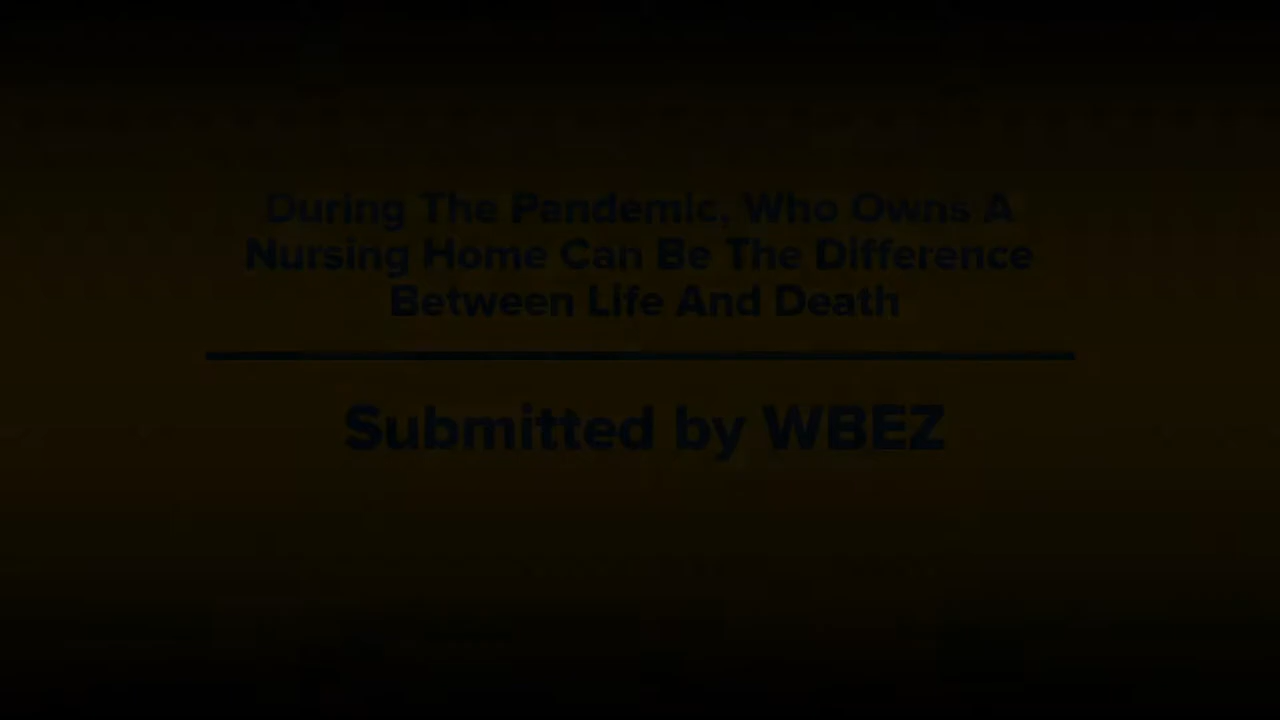 During The Pandemic, Who Owns A
Nursing Home Can Be The Difference
Between Life And Death
Submitted by WBEZ